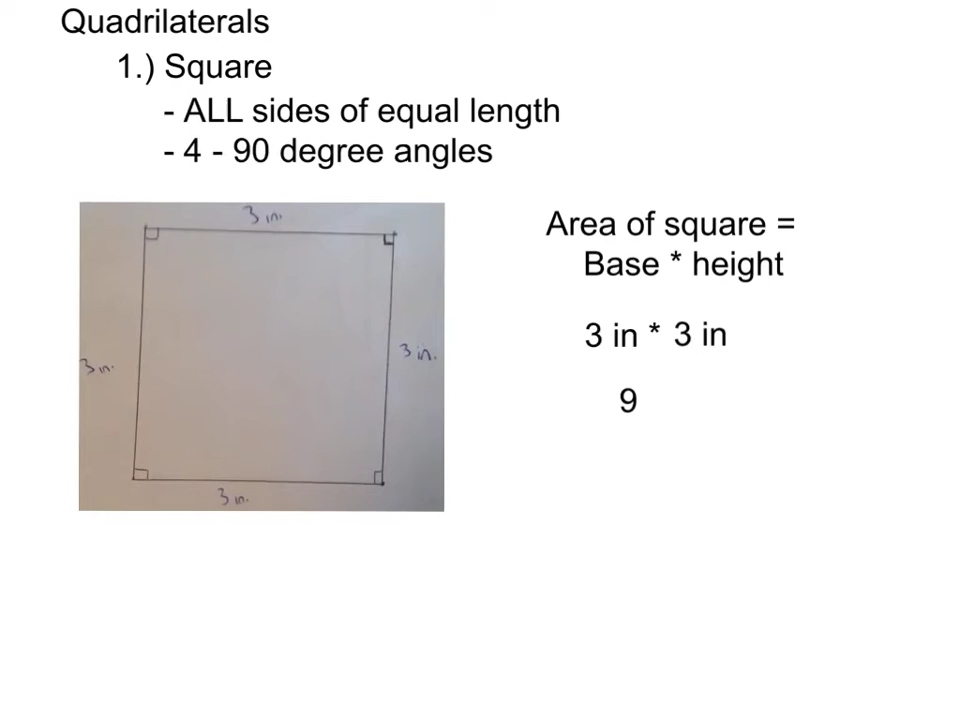 Quadrilaterals
1.) Square
- ALL sides of equal length
- 4 - 90 degree angles
3 in.
Area of square =
Base * height
3 in * 3 in
3 in.
3 in.
9
3 in.